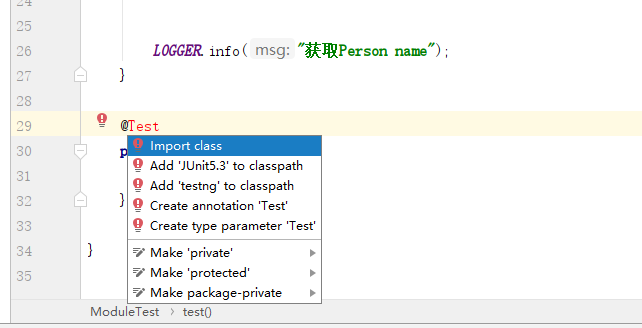 24
25
26 LOGGER.info( msg: "获取Person name");
27 }
28
29 @Test
30 p
Import class
Add 'JUnit5.3' to classpath
Add 'testng' to classpath
31
32 }
Create annotation 'Test'
33
Create type parameter 'Test'
34 }
Make 'private'
35
Make 'protected'
Make package-private
ModuleTest › test()